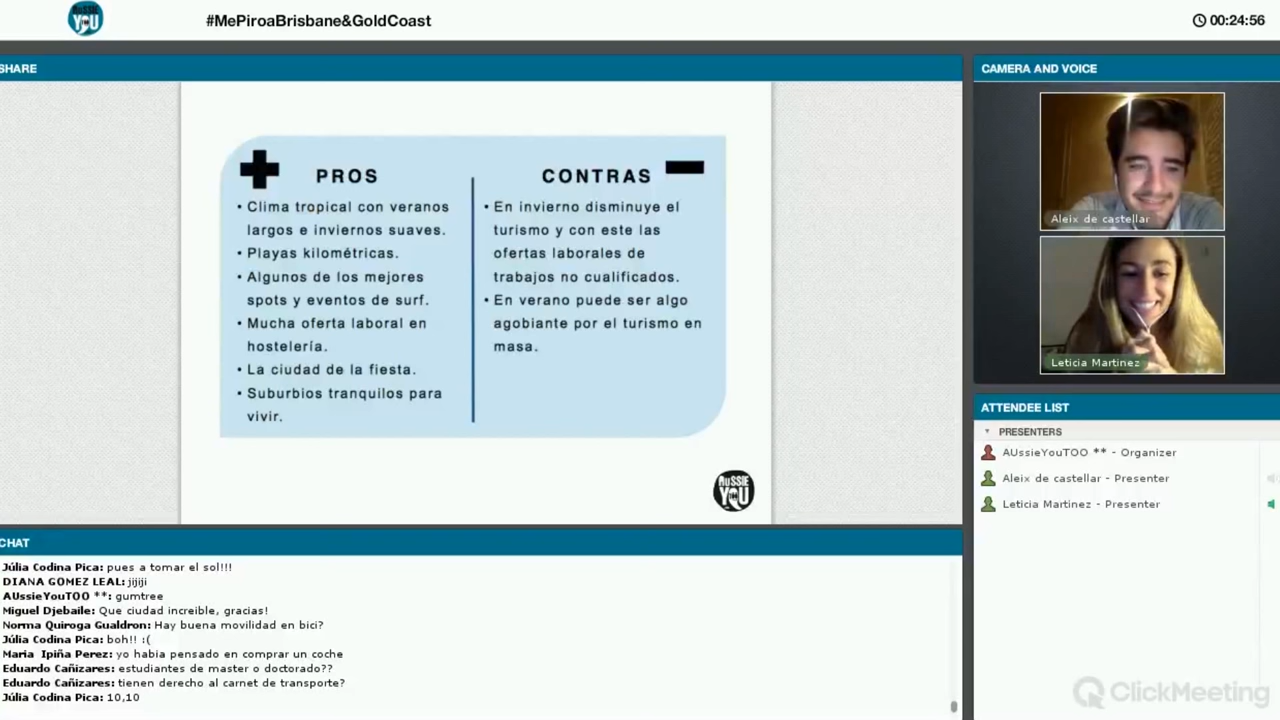 AUSSIE YOU TOO
#MePiroaBrisbane&GoldCoast
00:24:56
SHARE
PROS
• Clima tropical con veranos
largos e inviernos suaves.
• Playas kilométricas.
• Algunos de los mejores
spots y eventos de surf.
• Mucha oferta laboral en
hostelería.
• La ciudad de la fiesta.
• Suburbios tranquilos para
vivir.
CONTRAS
• En invierno disminuye el
turismo y con este las
ofertas laborales de
trabajos no cualificados.
• En verano puede ser algo
agobiante por el turismo en
masa.
AUSSIE YOU TOO
CAMERA AND VOICE
Aleix de castellar
Leticia Martinez
ATTENDEE LIST
PRESENTERS
AUssieYouTOO ** - Organizer
Aleix de castellar - Presenter
Leticia Martinez - Presenter
CHAT
Júlia Codina Pica: pues a tomar el sol!!!
DIANA GOMEZ LEAL: jijiji
AUssieYouTOO **: gumtree
Miguel Djebaile: Que ciudad increible, gracias!
Norma Quiroga Gualdron: Hay buena movilidad en bici?
Júlia Codina Pica: boh!! :(
Maria Ipiña Perez: yo habia pensado en comprar un coche
Eduardo Cañizares: estudiantes de master o doctorado??
Eduardo Cañizares: tienen derecho al carnet de transporte?
Júlia Codina Pica: 10,10
ClickMeeting